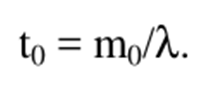 t₀ = m₀/λ.